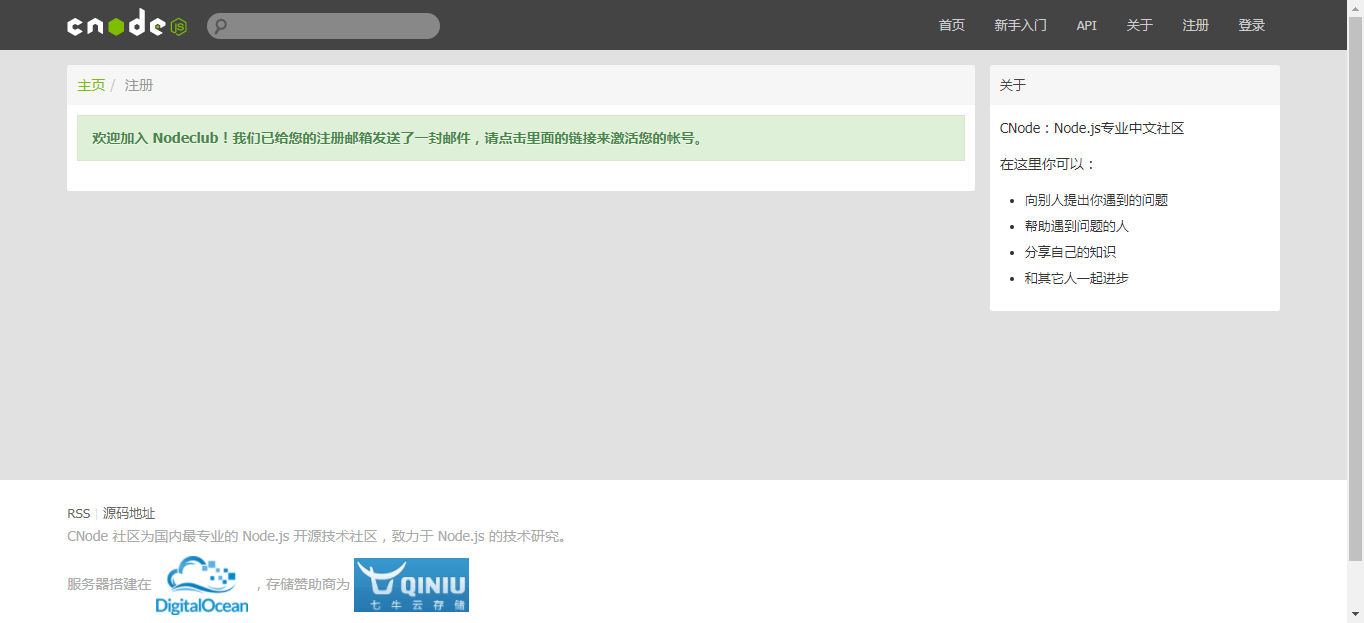 cnode JS
首页 新手入门 API 关于 注册 登录
主页 / 注册
欢迎加入 Nodeclub！我们已给您的注册邮箱发送了一封邮件，请点击里面的链接来激活您的帐号。
关于
CNode：Node.js专业中文社区
在这里你可以：
向别人提出你遇到的问题
帮助遇到问题的人
分享自己的知识
和其它人一起进步
RSS | 源码地址
CNode 社区为国内最专业的 Node.js 开源技术社区，致力于 Node.js 的技术研究。
服务器搭建在 DigitalOcean ，存储赞助商为 QINIU 七牛云存储